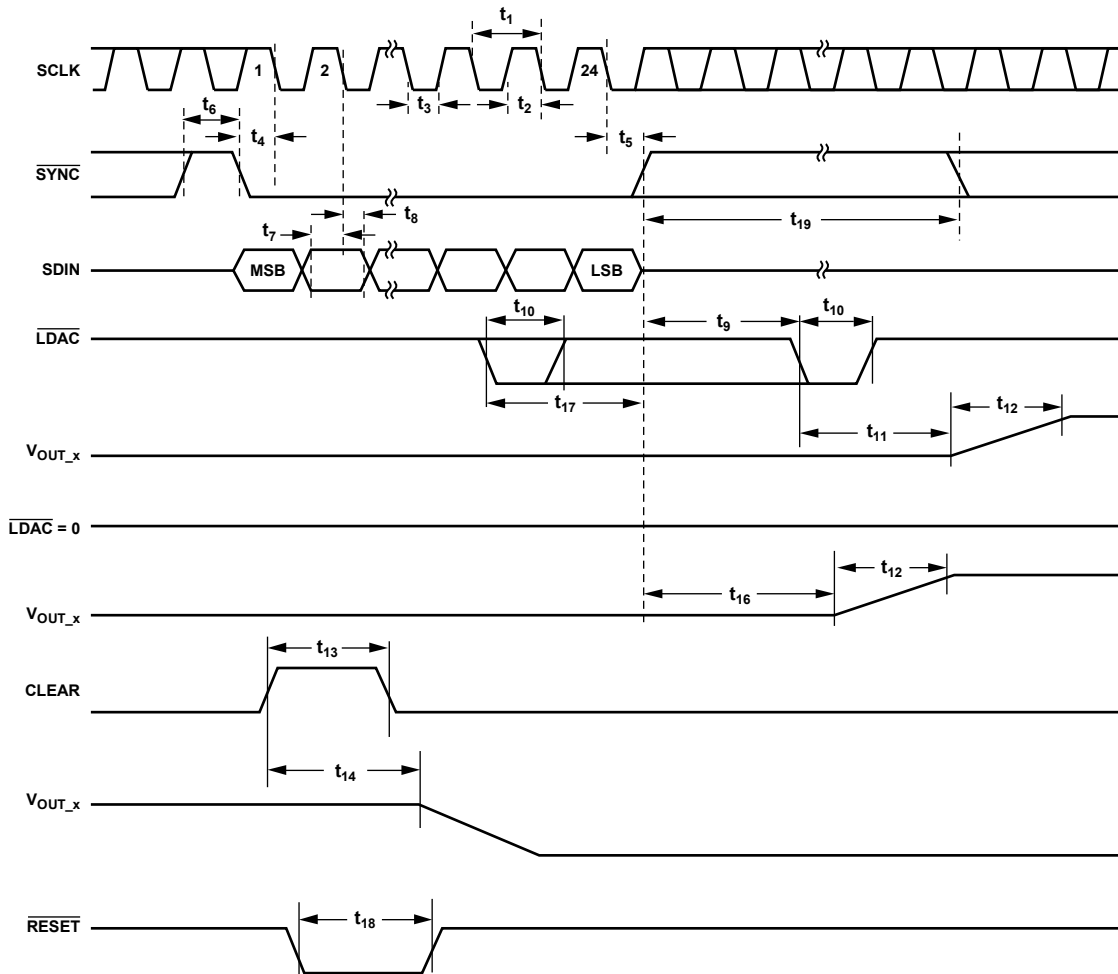 t1
SCLK 1 2 24
t6 t3 t2
t4 t5
SYNC
t8 t19
t7
SDIN MSB LSB
t10 t9 t10
LDAC
t17 t12
t11
VOUT_x
LDAC = 0
t12
t16
VOUT_x
t13
CLEAR
t14
VOUT_x
t18
RESET